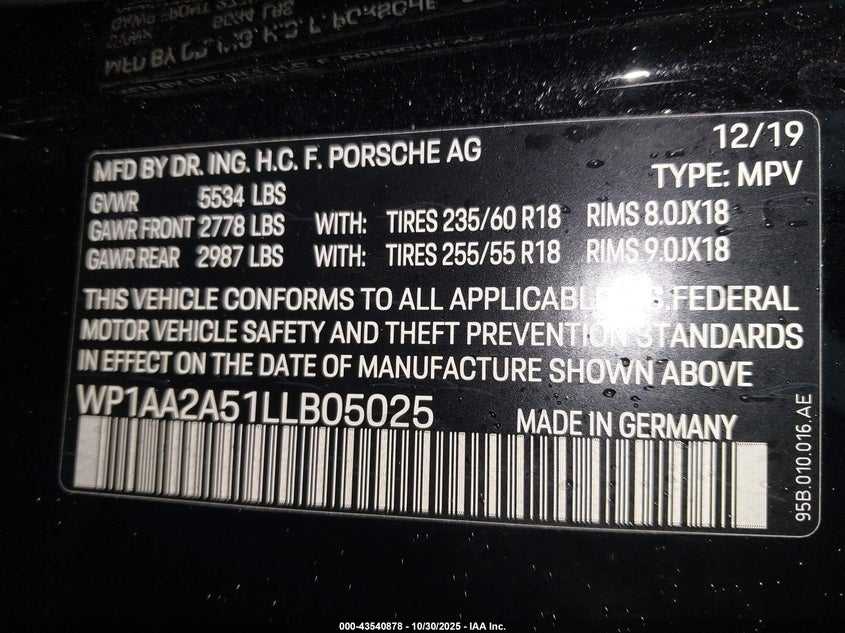 MFD BY DR. ING. H.C. F. PORSCHE AG
12/19
TYPE: MPV
GVWR 5534 LBS
GAWR FRONT 2778 LBS WITH: TIRES 235/60 R18 RIMS 8.0JX18
GAWR REAR 2987 LBS WITH: TIRES 255/55 R18 RIMS 9.0JX18
THIS VEHICLE CONFORMS TO ALL FEDERAL
MOTOR VEHICLE SAFETY AND THEFT PREVENTION STANDARDS
IN EFFECT ON THE DATE OF MANUFACTURE SHOWN ABOVE
WP1AA2A51LLB05025
MADE IN GERMANY
95B.010.016.AE
000-43540878 - 10/30/2025 - IAA Inc.